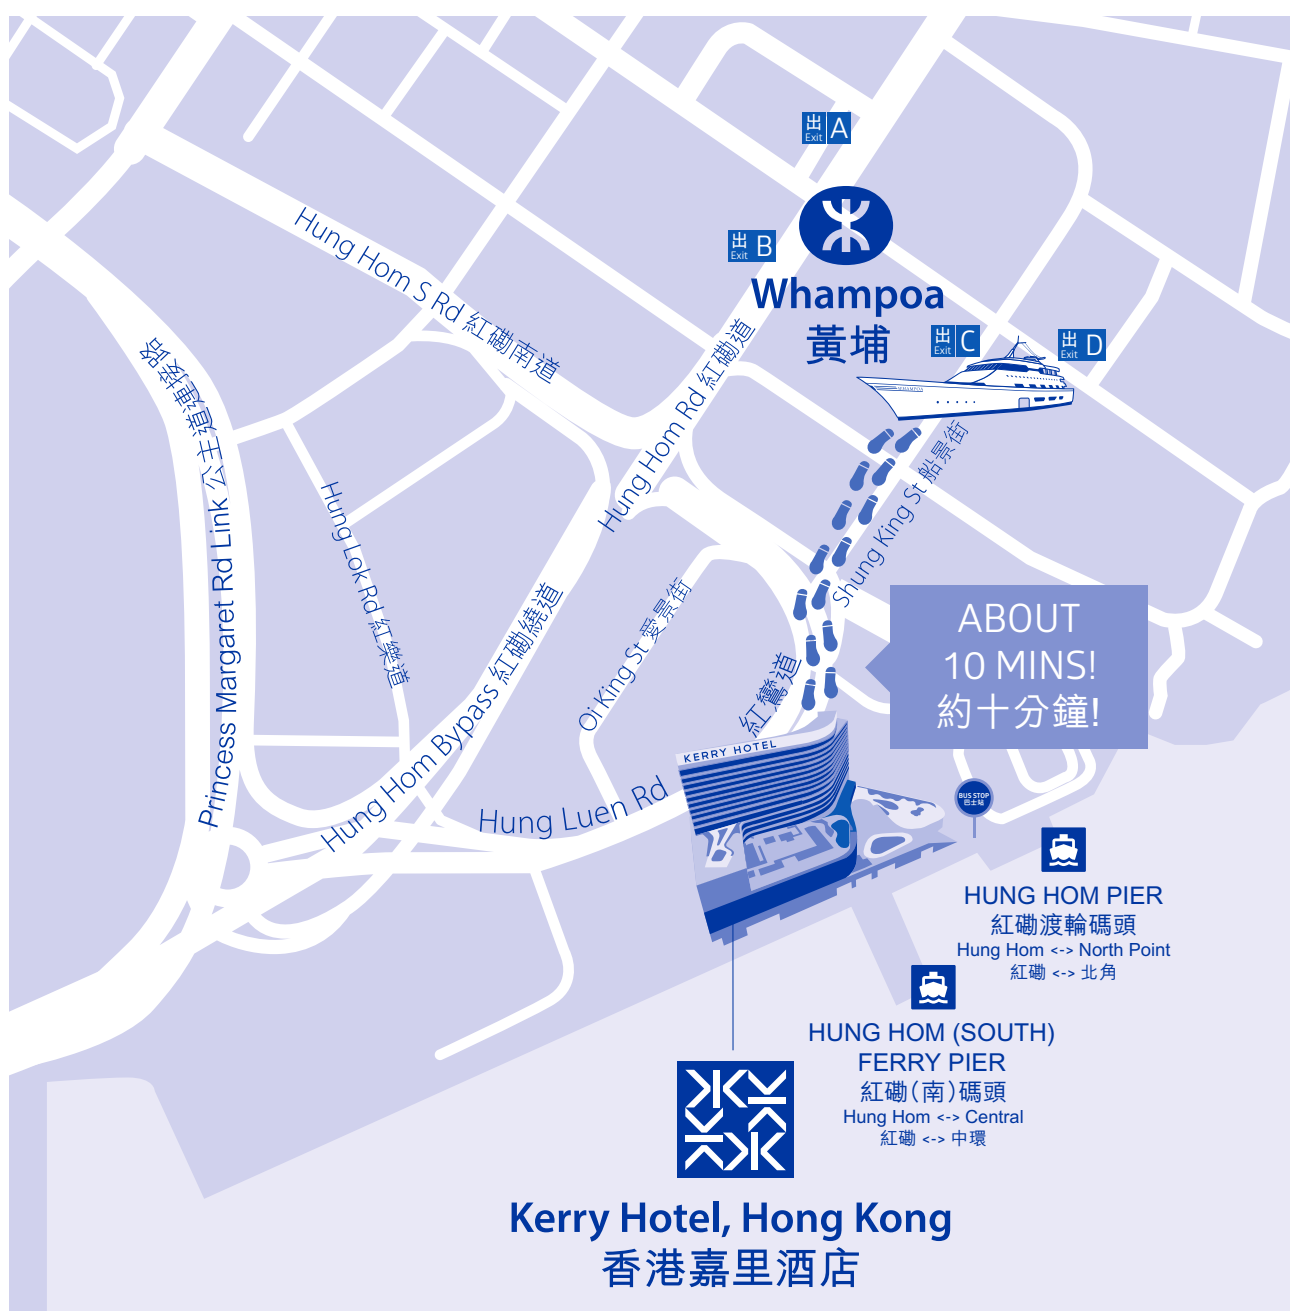 出 Exit A
出 Exit B
Whampoa
黃埔
出 Exit C
出 Exit D
WHAMPOA
Hung Hom S Rd 紅磡南道
Hung Hom Rd 紅磡道
Princess Margaret Rd Link 公主道連接路
Hung Lok Rd 紅樂道
Shung King St 船景街
Hung Hom Bypass 紅磡繞道
Oi King St 愛景街
ABOUT
10 MINS!
約十分鐘!
紅鸞道
Hung Luen Rd
KERRY HOTEL
BUS STOP
巴士站
HUNG HOM PIER
紅磡渡輪碼頭
Hung Hom <-> North Point
紅磡 <-> 北角
HUNG HOM (SOUTH)
FERRY PIER
紅磡(南)碼頭
Hung Hom <-> Central
紅磡 <-> 中環
Kerry Hotel, Hong Kong
香港嘉里酒店